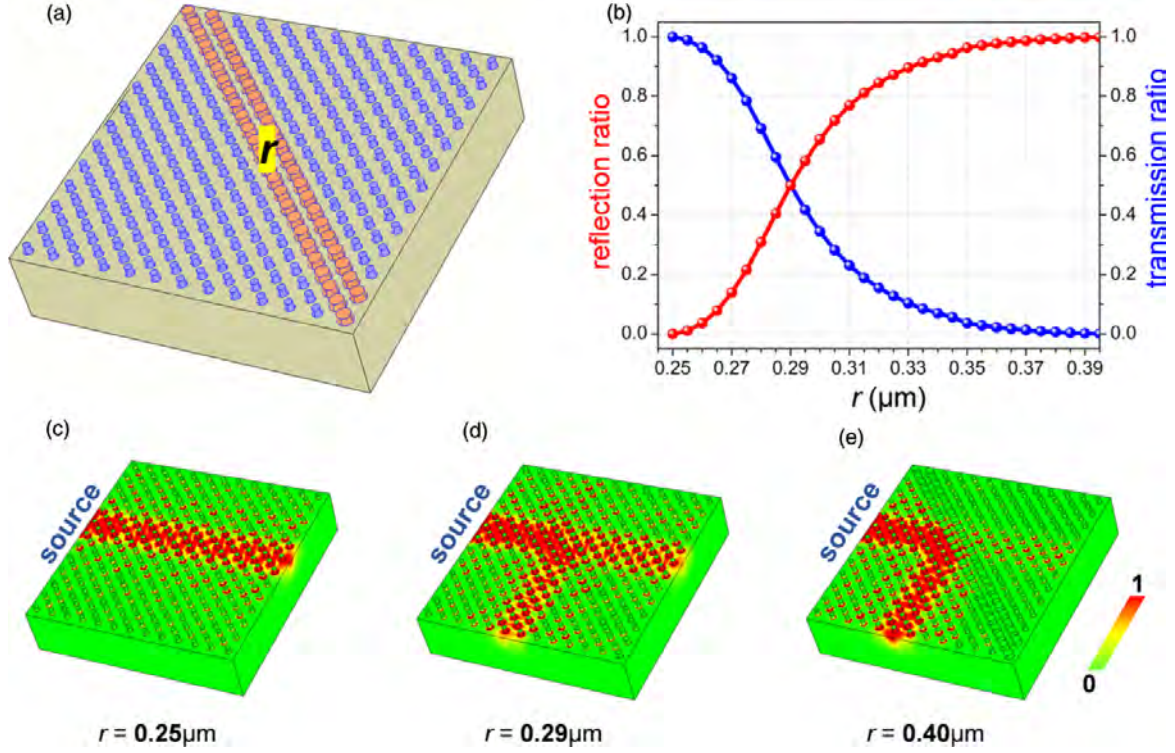 (a)
r
(b)
reflection ratio
1.0
0.8
0.6
0.4
0.2
0.0
1.0
0.8
0.6
0.4
0.2
0.0
transmission ratio
0.25 0.27 0.29 0.31 0.33 0.35 0.37 0.39
r (μm)
(c)
source
r = 0.25μm
(d)
source
r = 0.29μm
(e)
source
1
0
r = 0.40μm